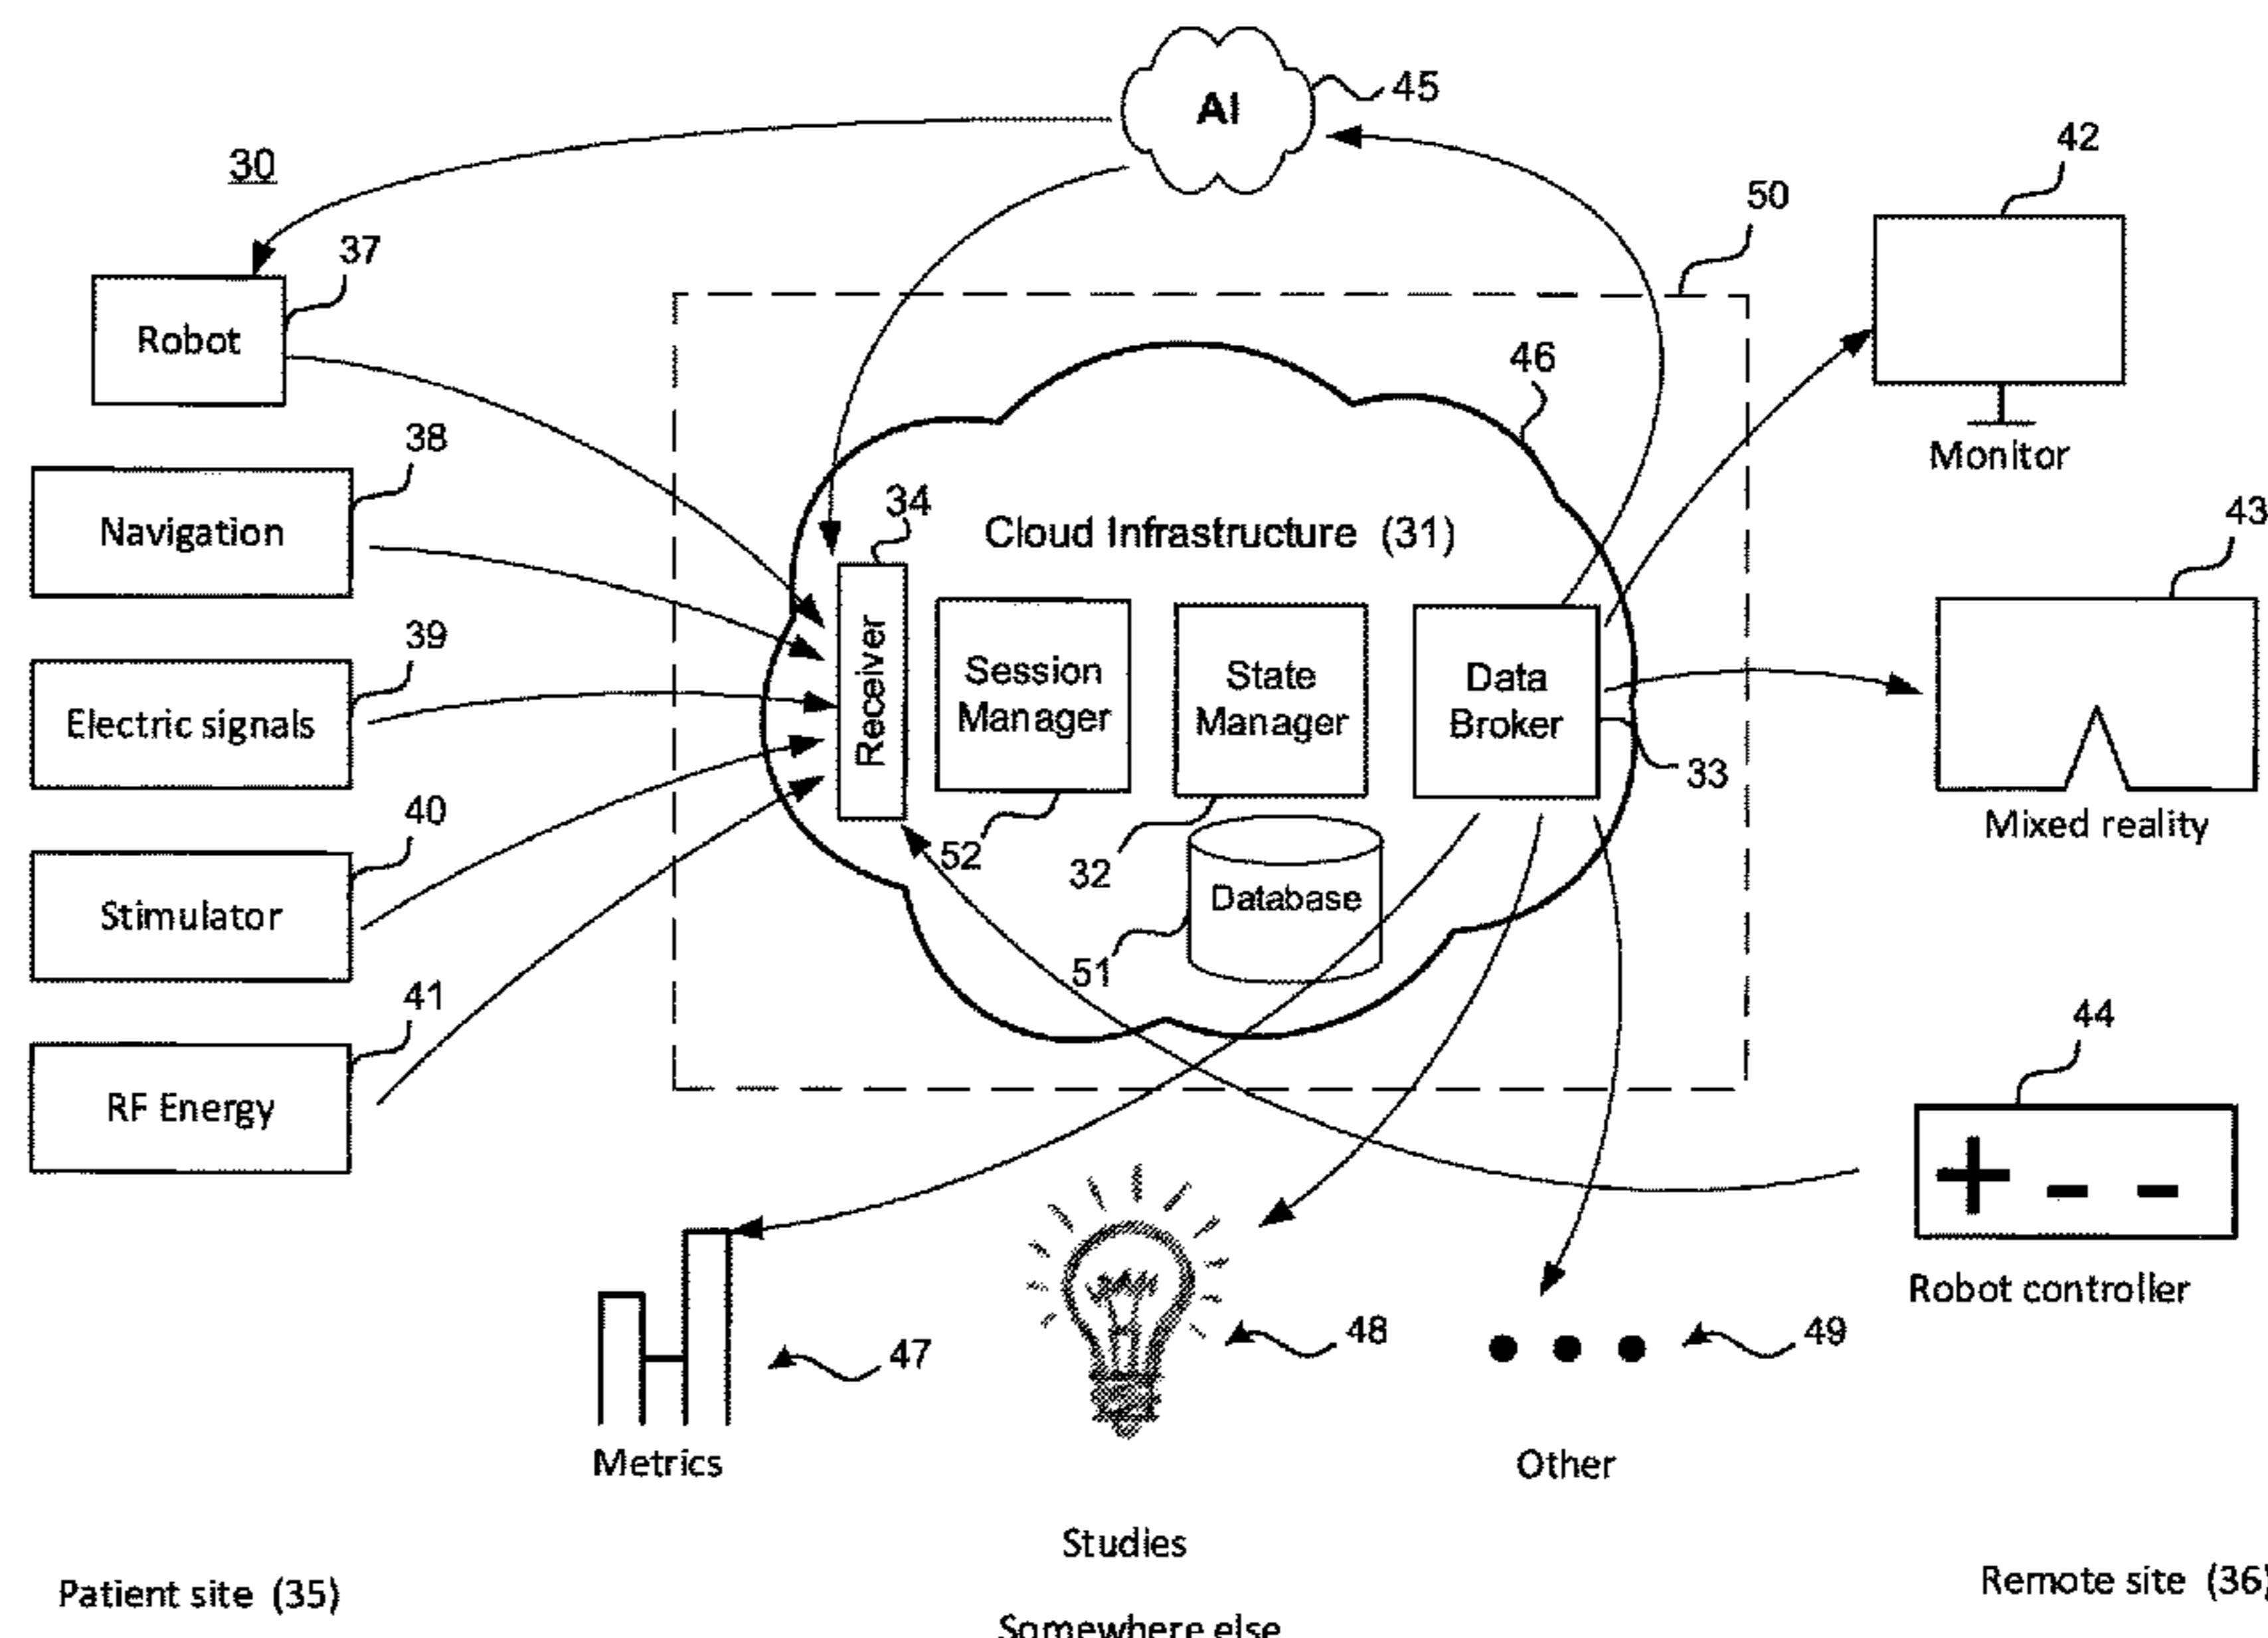 AI
45
30
42
50
37
Robot
46
Monitor
38
Navigation
34
Cloud Infrastructure (31)
43
Receiver
Session
Manager
State
Manager
Data
Broker
39
Electric signals
33
Mixed reality
40
Stimulator
52
32
Database
51
41
RF Energy
44
Robot controller
47
48
49
Metrics
Other
Studies
Patient site (35)
Remote site (36)
Somewhere else